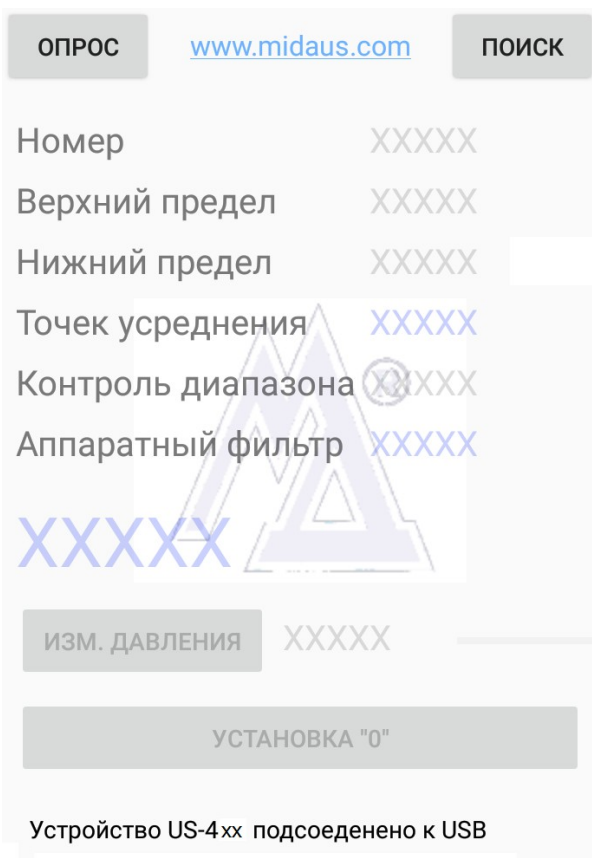 ОПРОС www.midaus.com ПОИСК
Номер XXXXX
Верхний предел XXXXX
Нижний предел XXXXX
Точек усреднения XXXXX
Контроль диапазона XXXXX
Аппаратный фильтр XXXXX
XXXXX
ИЗМ. ДАВЛЕНИЯ XXXXX
УСТАНОВКА "0"
Устройство US-4xx подсоеденено к USB